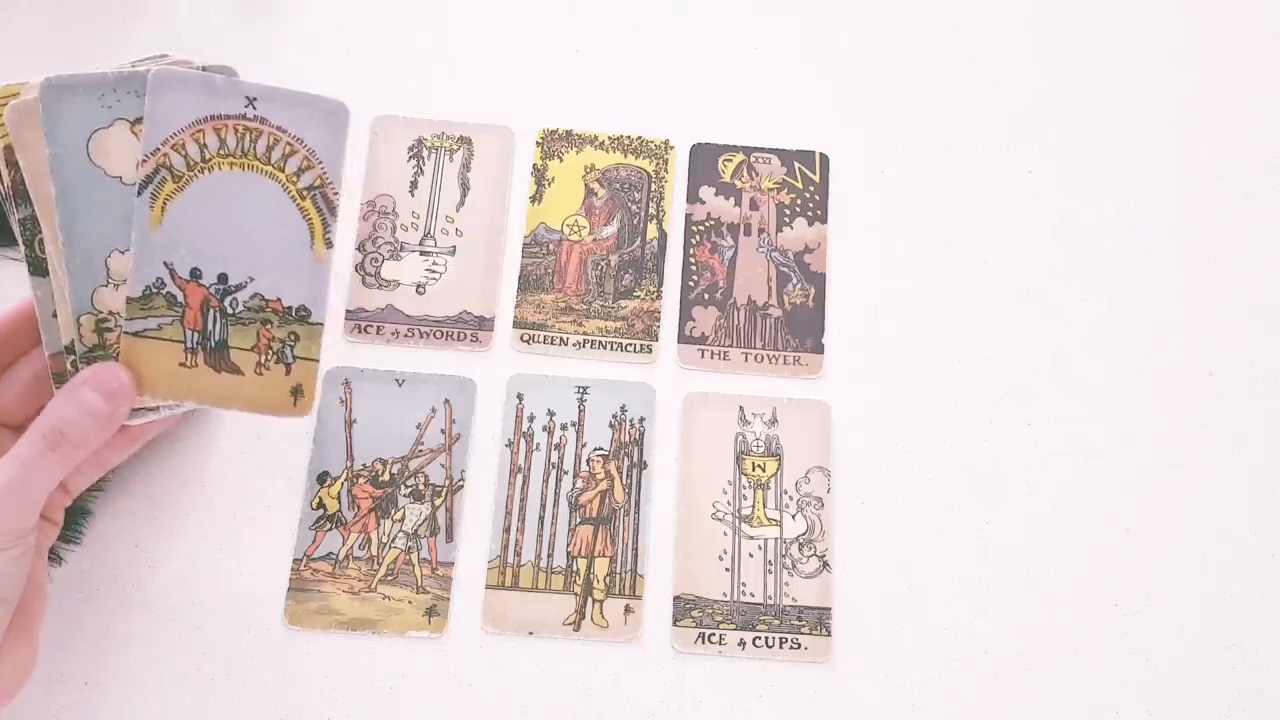 X
ACE of SWORDS.
QUEEN of PENTACLES
XVI
THE TOWER.
V
IX
M
ACE of CUPS.